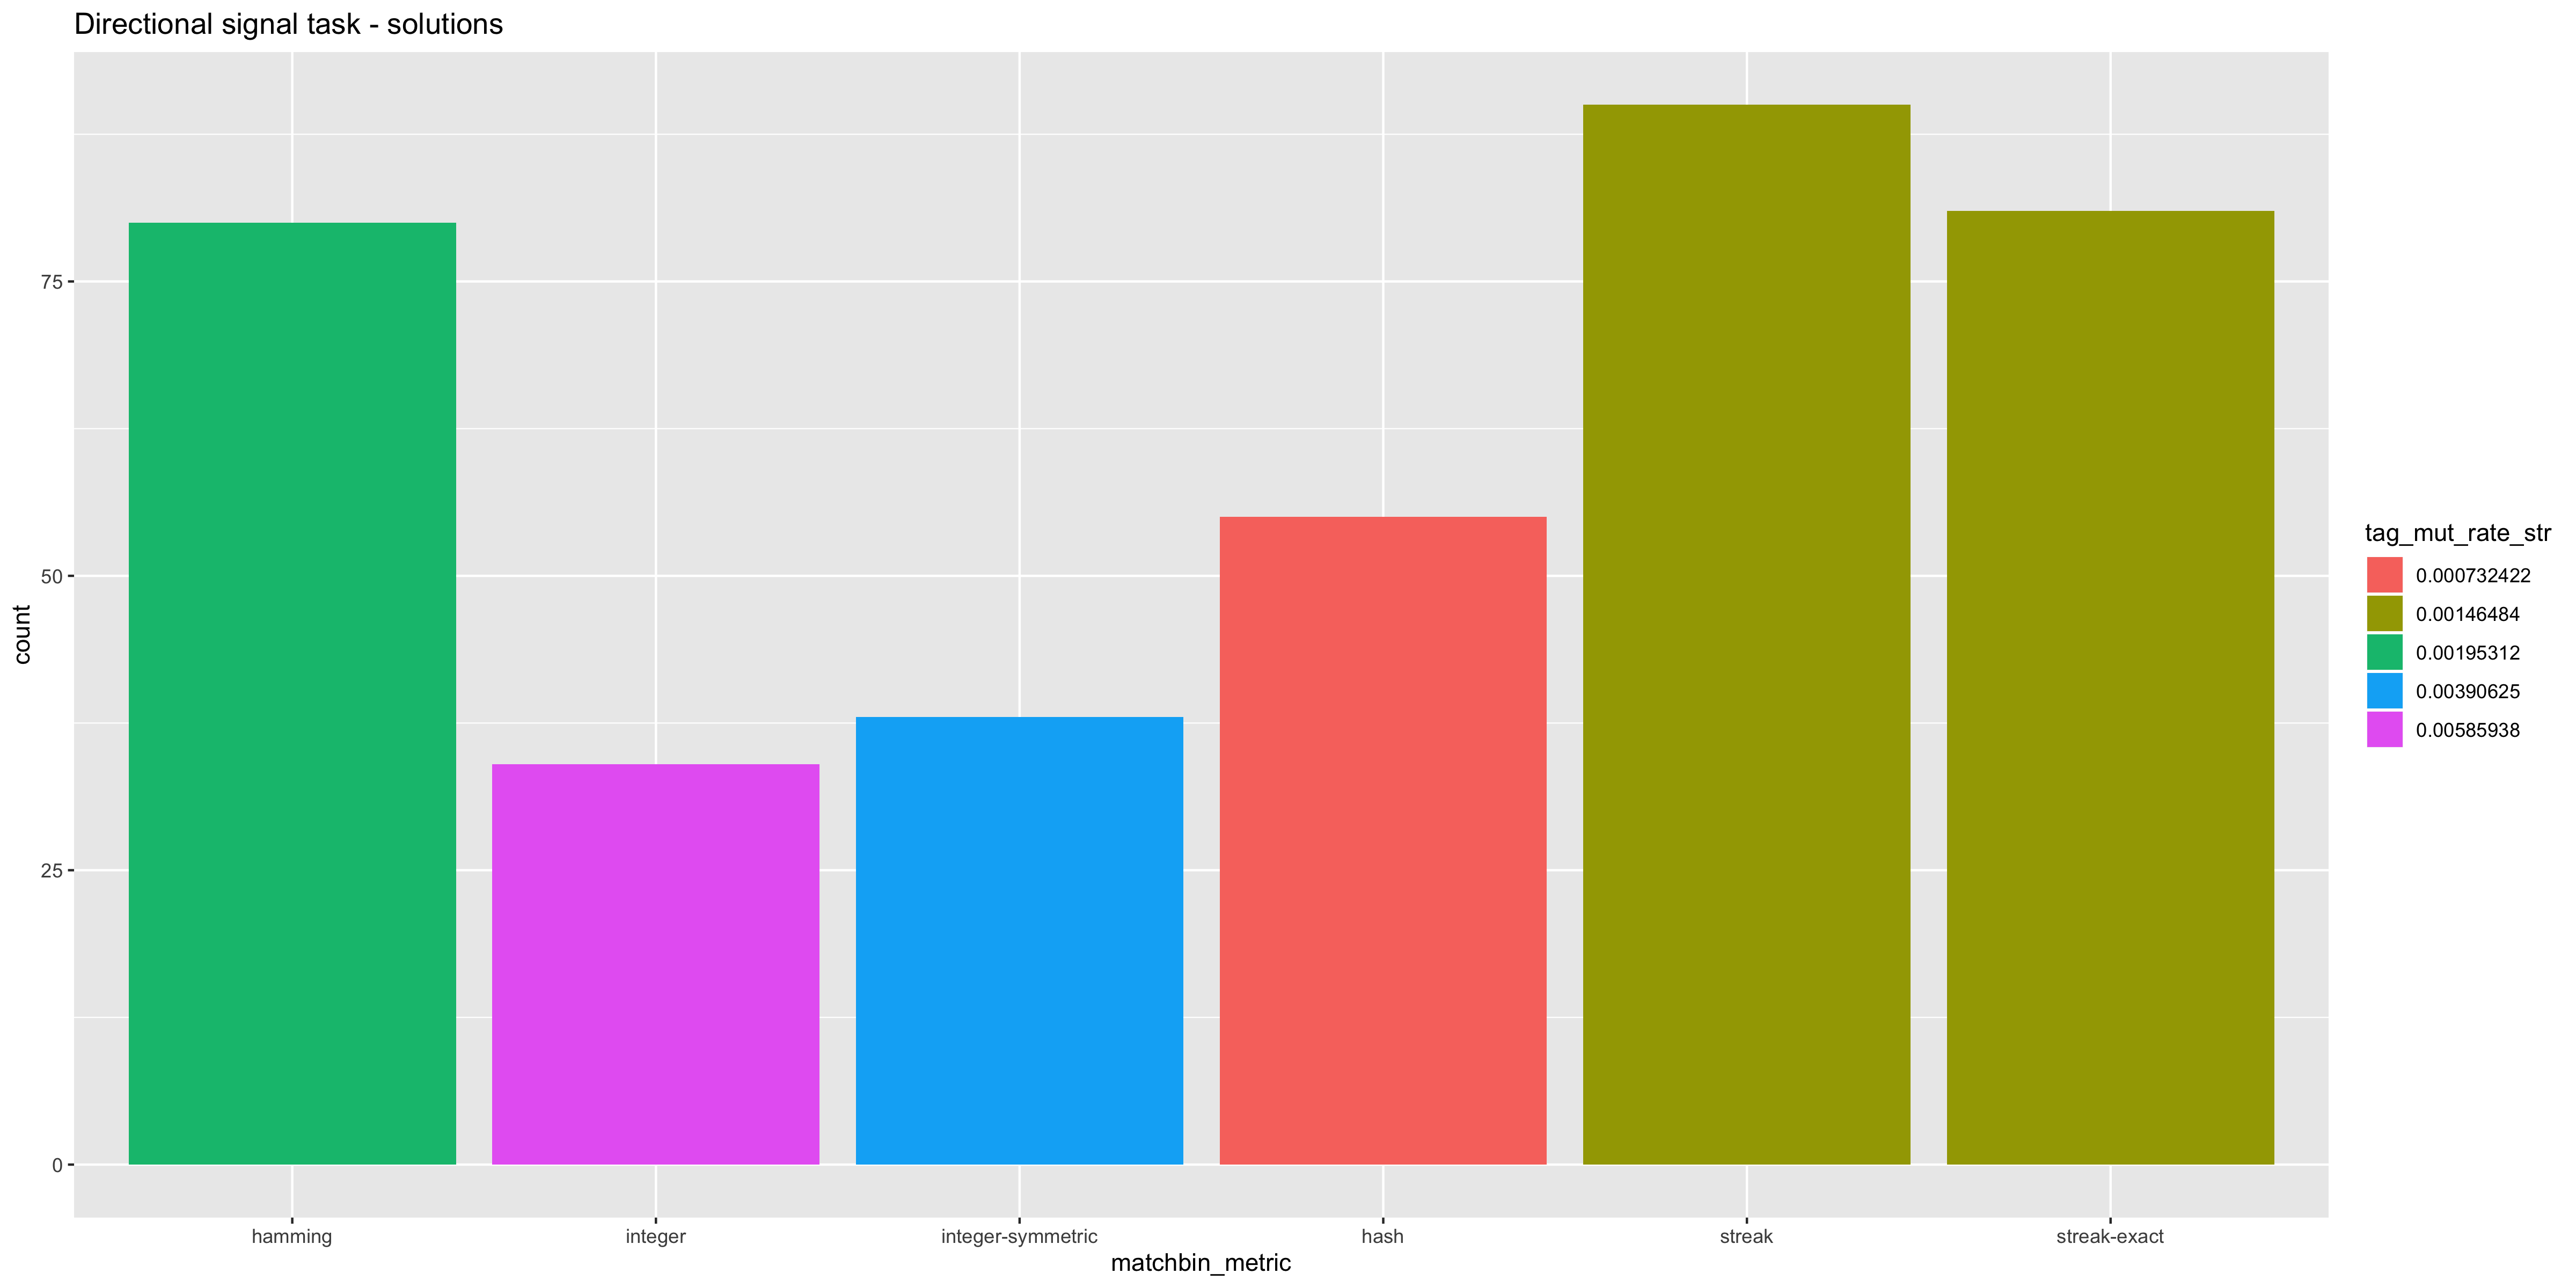 Directional signal task - solutions
count
75
50
25
0
hamming
integer
integer-symmetric
hash
streak
streak-exact
matchbin_metric
tag_mut_rate_str
0.000732422
0.00146484
0.00195312
0.00390625
0.00585938